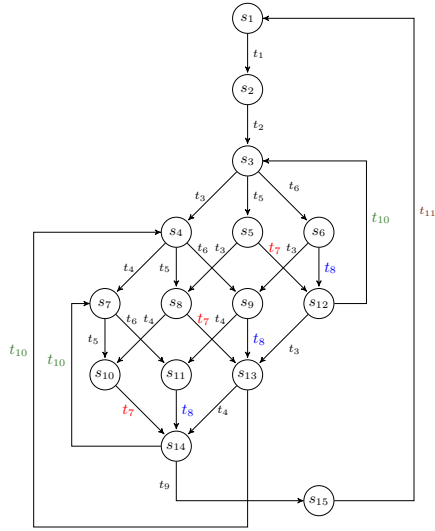 s1
t1
s2
t2
s3
t3 t5 t6
t10 t11
s4 s5 s6
t4 t5 t6 t3 t7 t3 t8
s7 s8 s9 s12
t10 t10 t5 t6 t4 t7 t4 t8 t3
s10 s11 s13
t7 t8 t4
s14
t9
s15